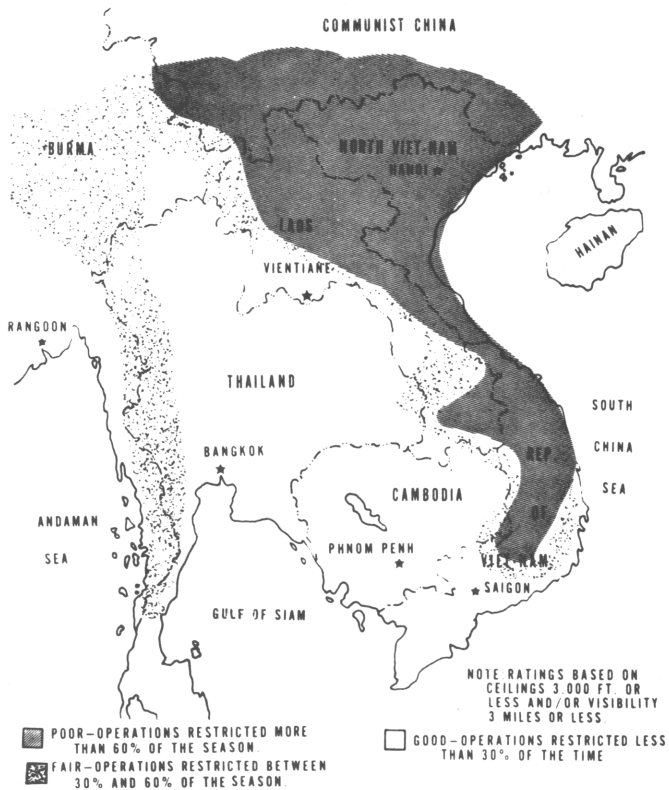 COMMUNIST CHINA
BURMA
NORTH VIET-NAM
HANOI
LAOS
HAINAN
VIENTIANE
RANGOON
THAILAND
SOUTH
CHINA
SEA
BANGKOK
REP.
CAMBODIA
ANDAMAN
SEA
OF
PHNOM PENH
VIET-NAM
SAIGON
GULF OF SIAM
NOTE RATINGS BASED ON
CEILINGS 3,000 FT. OR
LESS AND/OR VISIBILITY
3 MILES OR LESS.
POOR-OPERATIONS RESTRICTED MORE
THAN 60% OF THE SEASON.
GOOD-OPERATIONS RESTRICTED LESS
THAN 30% OF THE TIME
FAIR-OPERATIONS RESTRICTED BETWEEN
30% AND 60% OF THE SEASON.